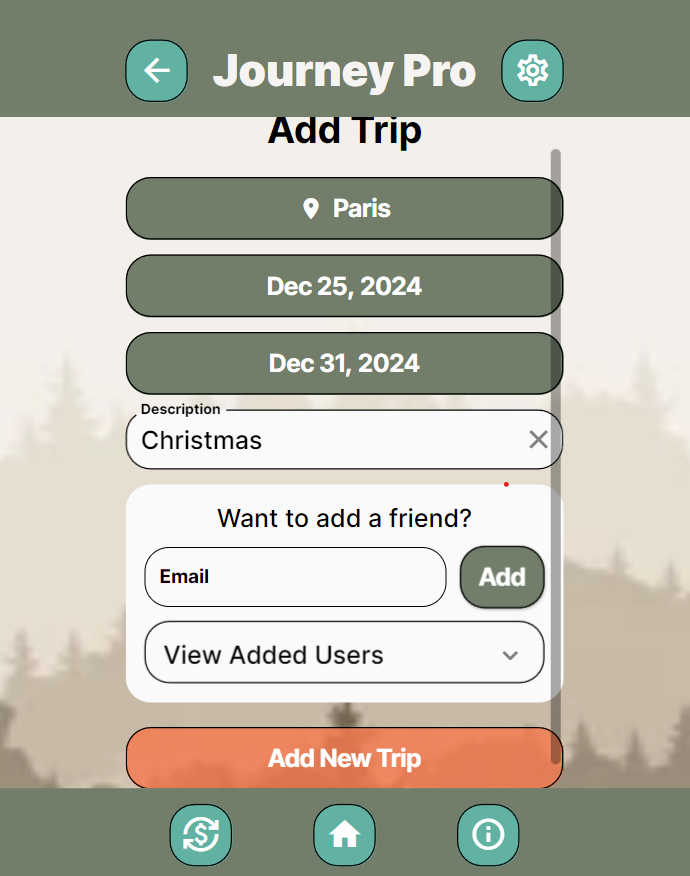 Journey Pro
Add Trip
Paris
Dec 25, 2024
Dec 31, 2024
Description
Christmas
Want to add a friend?
Email
Add
View Added Users
Add New Trip